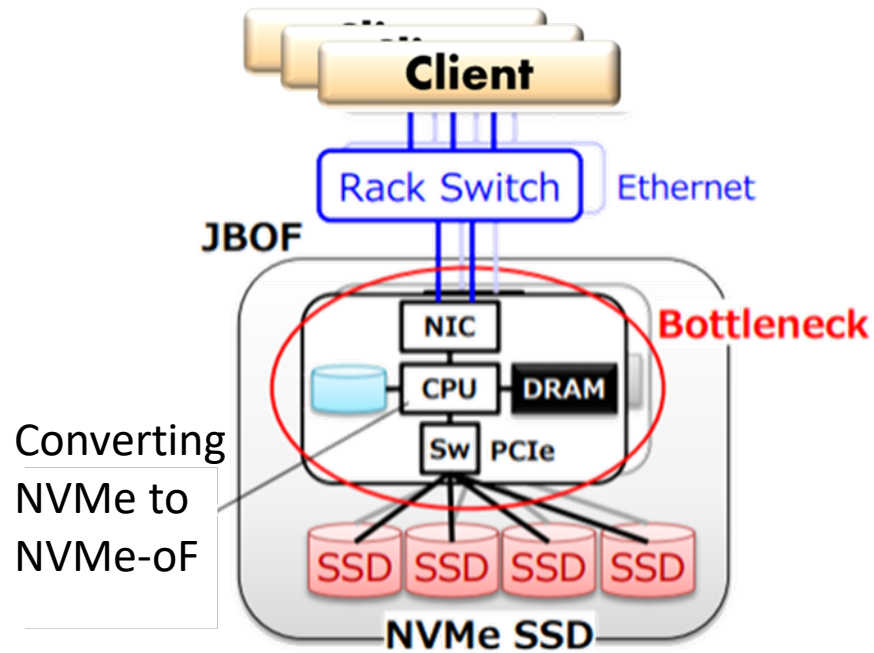 Client
Rack Switch
Ethernet
JBOF
NIC
Bottleneck
CPU
DRAM
Converting
NVMe to
NVMe-oF
Sw
PCIe
SSD
SSD
SSD
SSD
NVMe SSD